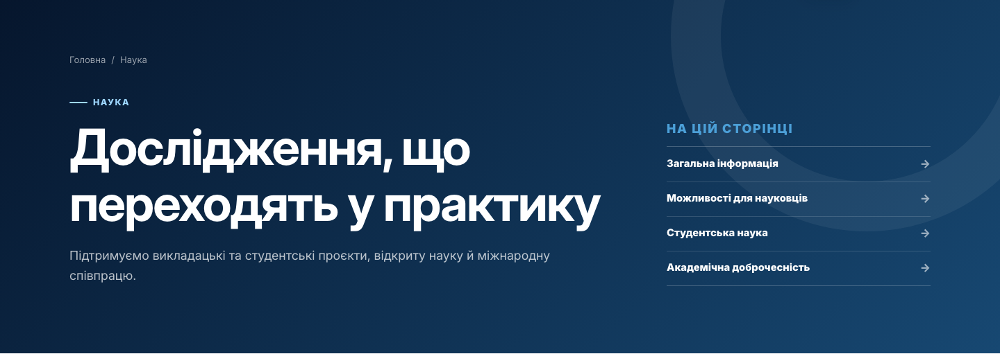 Головна / Наука
НАУКА
Дослідження, що
переходять у практику
Підтримуємо викладацькі та студентські проєкти, відкриту науку й міжнародну
співпрацю.
НА ЦІЙ СТОРІНЦІ
Загальна інформація →
Можливості для науковців →
Студентська наука →
Академічна доброчесність →